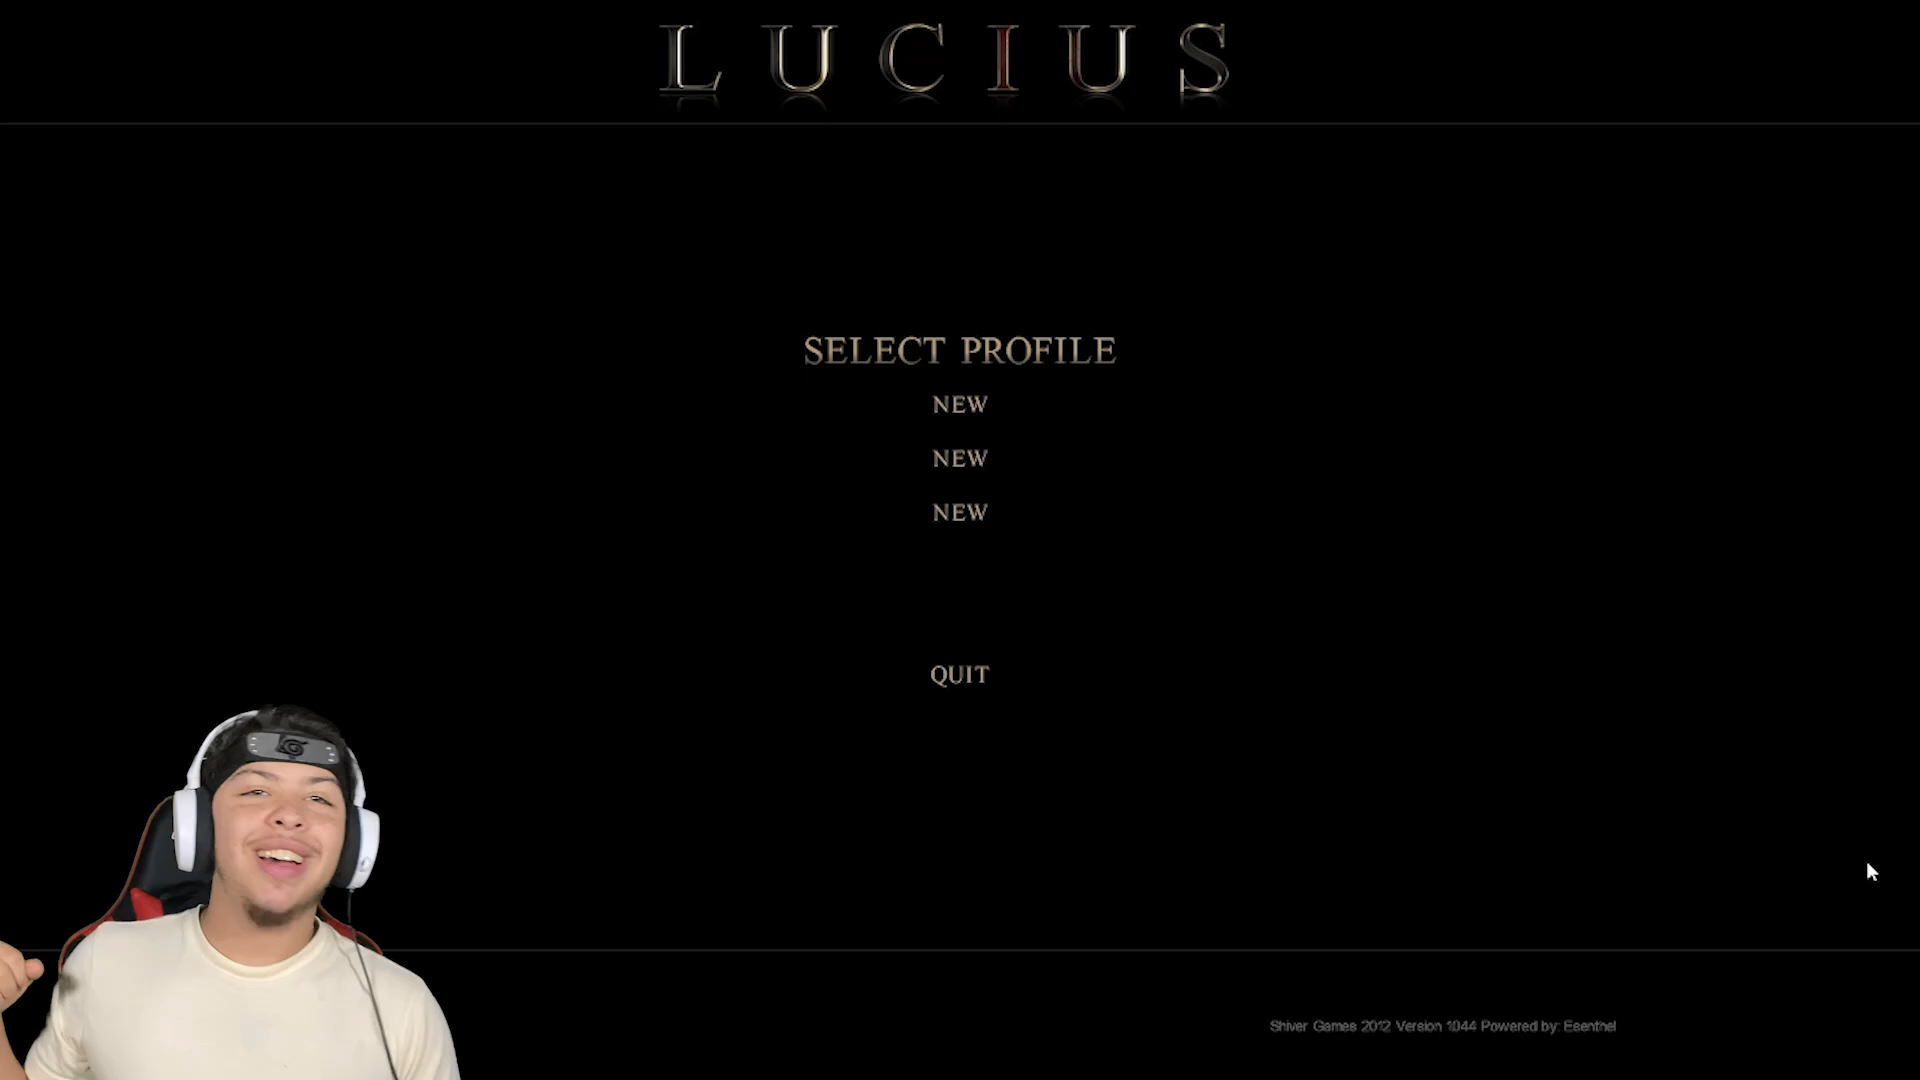 LUCIUS
SELECT PROFILE
NEW
NEW
NEW
QUIT
Shiver Games 2012 Version 1044 Powered by: Esenthel